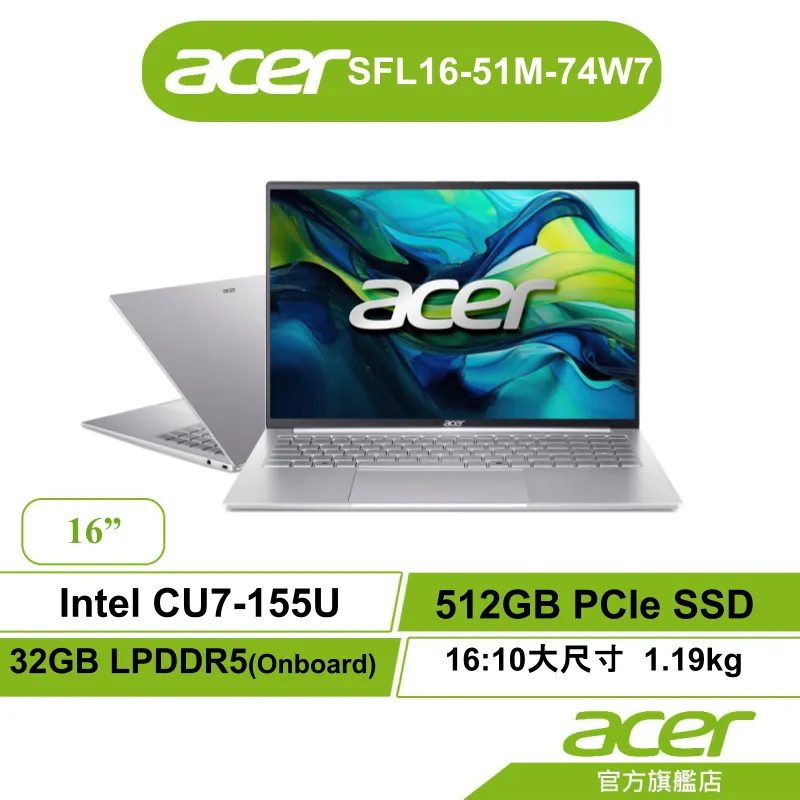 acer SFL16-51M-74W7
acer
acer
acer
16”
Intel CU7-155U
512GB PCIe SSD
32GB LPDDR5(Onboard)
16:10大尺寸 1.19kg
acer
官方旗艦店